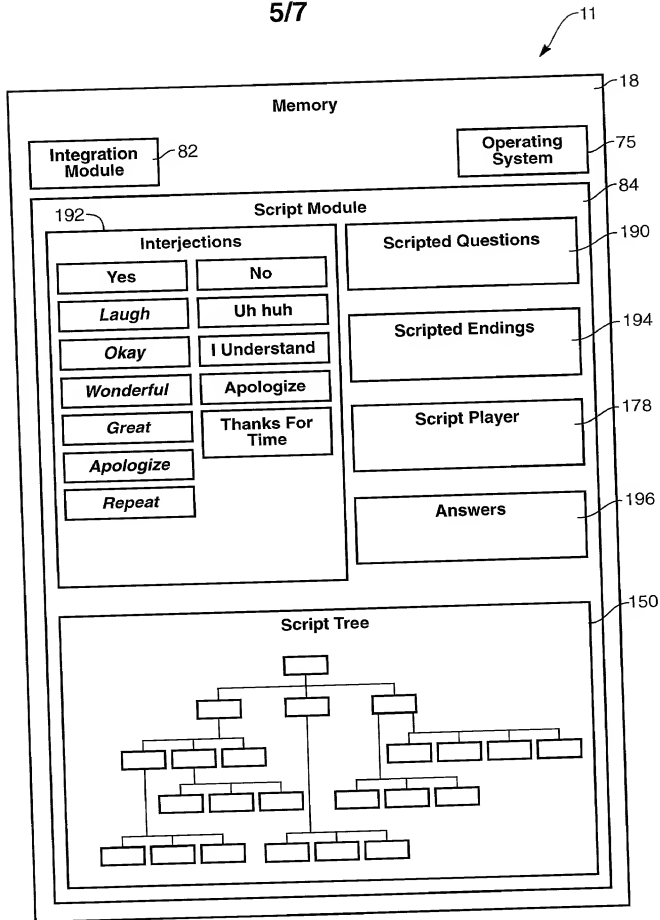 5/7
11
18
Memory
Integration
Module
82
Operating
System
75
84
Script Module
192
Interjections
Yes
No
Laugh
Uh huh
Okay
I Understand
Wonderful
Apologize
Great
Thanks For
Time
Apologize
Repeat
Scripted Questions
190
Scripted Endings
194
Script Player
178
Answers
196
Script Tree
150